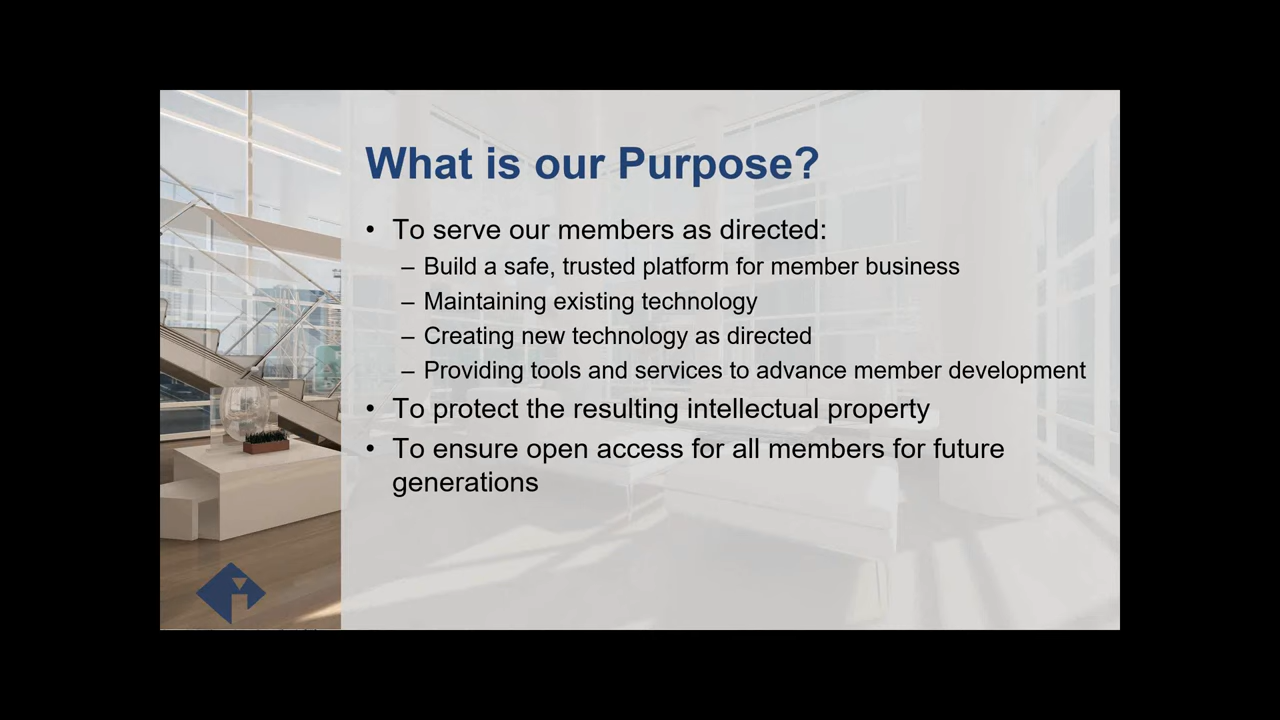 What is our Purpose?
• To serve our members as directed:
– Build a safe, trusted platform for member business
– Maintaining existing technology
– Creating new technology as directed
– Providing tools and services to advance member development
• To protect the resulting intellectual property
• To ensure open access for all members for future
generations